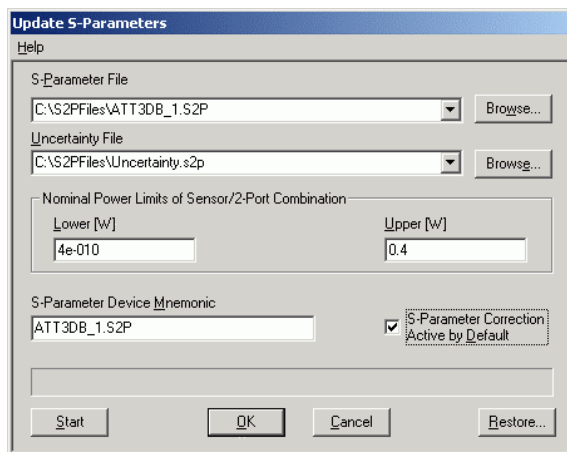 Update S-Parameters
Help
S-Parameter File
C:\S2PFiles\ATT3DB_1.S2P
Browse...
Uncertainty File
C:\S2PFiles\Uncertainty.s2p
Browse...
Nominal Power Limits of Sensor/2-Port Combination
Lower [W]
Upper [W]
4e-010
0.4
S-Parameter Device Mnemonic
ATT3DB_1.S2P
S-Parameter Correction
Active by Default
Start
OK
Cancel
Restore...